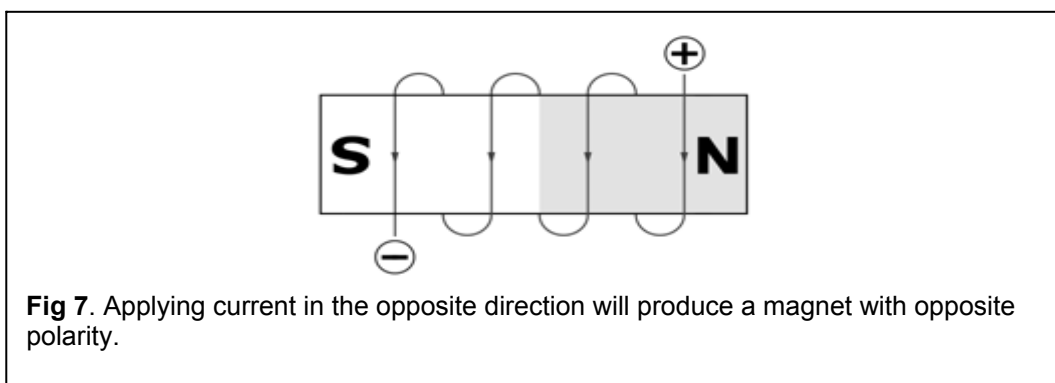 +
S N
−
Fig 7. Applying current in the opposite direction will produce a magnet with opposite
polarity.